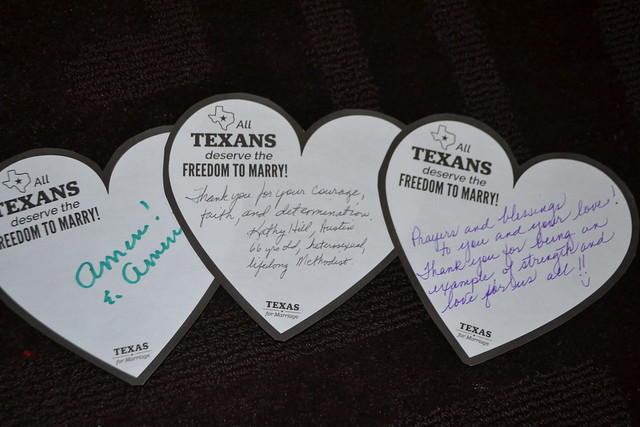 All
TEXANS
deserve the
FREEDOM TO MARRY!
Amen!
& Amen
TEXAS
for Marriage
All
TEXANS
deserve the
FREEDOM TO MARRY!
Thank you for your courage,
faith, and determination.
Kathy
66 yr old, heterosexual,
lifelong Methodist
TEXAS
for Marriage
All
TEXANS
deserve the
FREEDOM TO MARRY!
Prayers and blessings
to you and your love!
Thank you for being an
example of strength and
love for us all!!
TEXAS
for Marriage